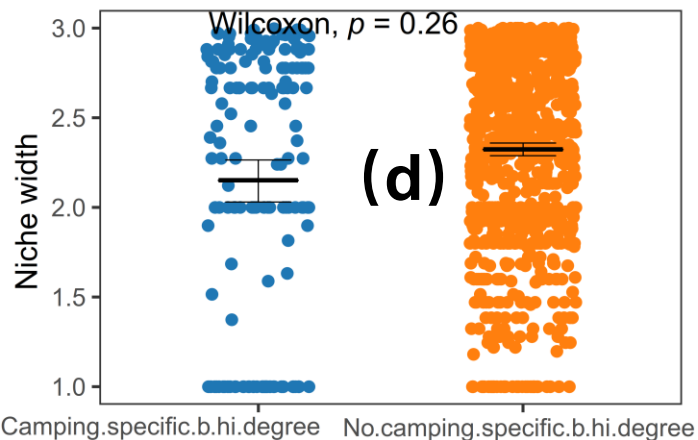 Wilcoxon, p = 0.26
3.0
2.5
2.0
1.5
1.0
Niche width
(d)
Camping.specific.b.hi.degree
No.camping.specific.b.hi.degree